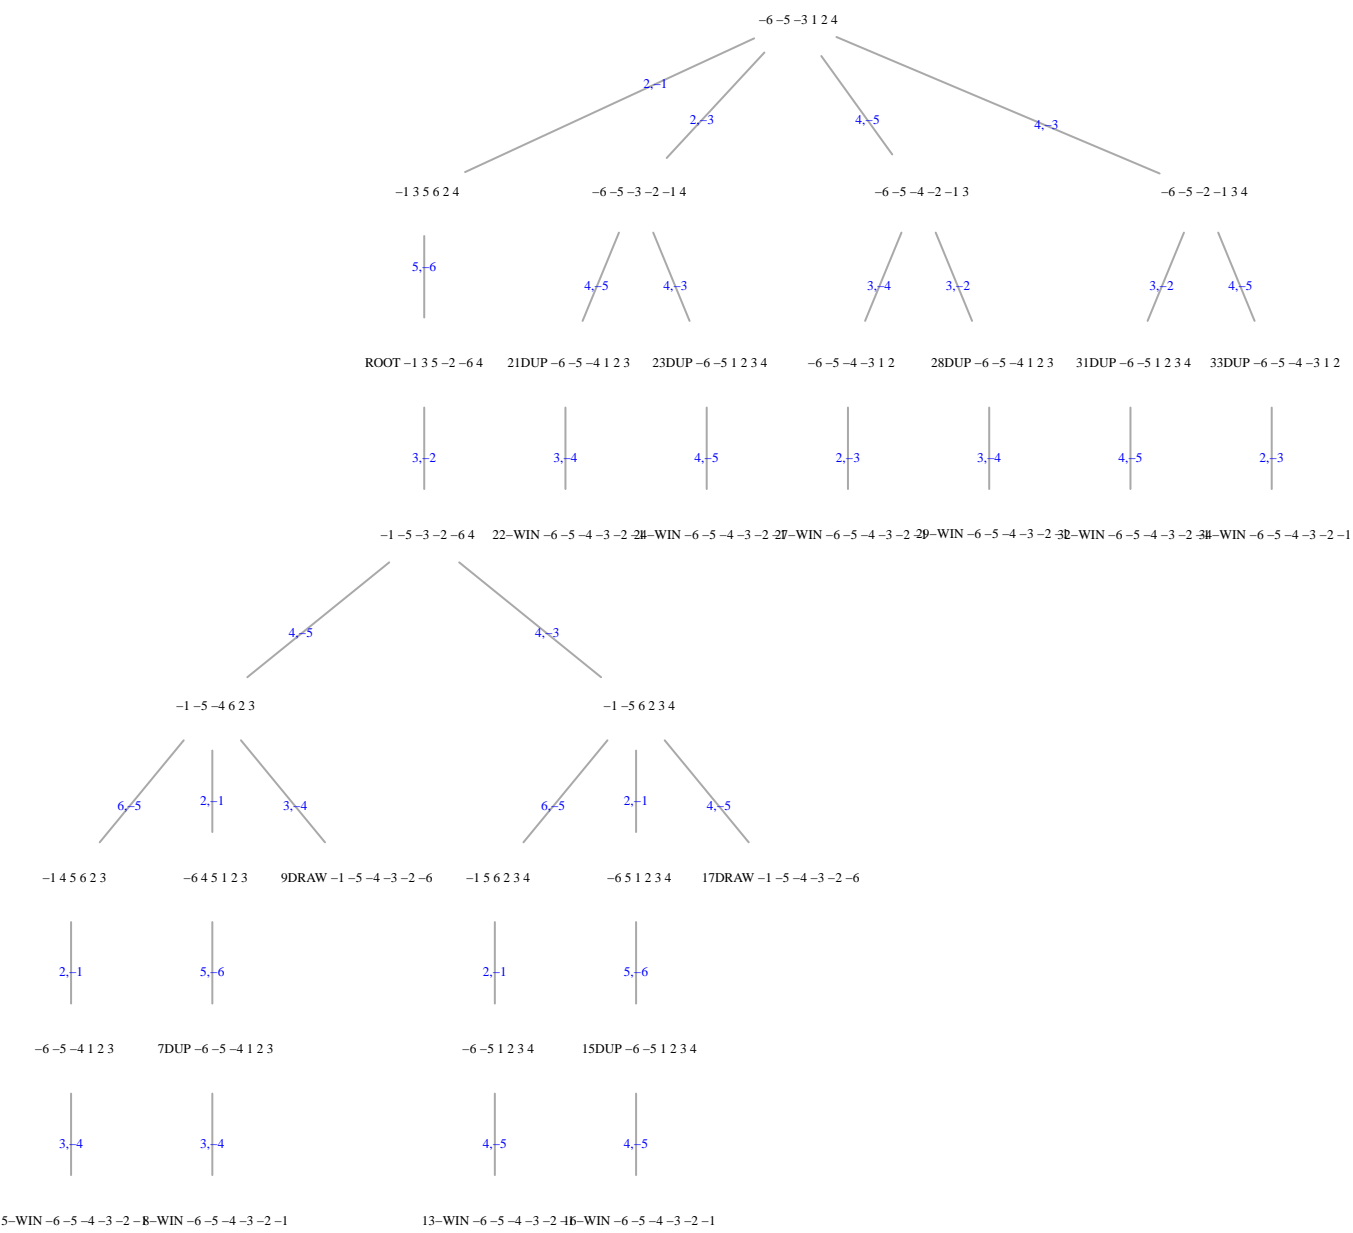 −6 −5 −3 1 2 4
2,−1
2,−3
4,−5
4,−3
−1 3 5 6 2 4
−6 −5 −3 −2 −1 4
−6 −5 −4 −2 −1 3
−6 −5 −2 −1 3 4
5,−6
4,−5
4,−3
3,−4
3,−2
3,−2
4,−5
ROOT −1 3 5 −2 −6 4
21DUP −6 −5 −4 1 2 3
23DUP −6 −5 1 2 3 4
−6 −5 −4 −3 1 2
28DUP −6 −5 −4 1 2 3
31DUP −6 −5 1 2 3 4
33DUP −6 −5 −4 −3 1 2
3,−2
3,−4
4,−5
2,−3
3,−4
4,−5
2,−3
−1 −5 −3 −2 −6 4
22−WIN −6 −5 −4 −3 −2 −1
24−WIN −6 −5 −4 −3 −2 −1
27−WIN −6 −5 −4 −3 −2 −1
29−WIN −6 −5 −4 −3 −2 −1
32−WIN −6 −5 −4 −3 −2 −1
34−WIN −6 −5 −4 −3 −2 −1
4,−5
4,−3
−1 −5 −4 6 2 3
−1 −5 6 2 3 4
6,−5
2,−1
3,−4
6,−5
2,−1
4,−5
−1 4 5 6 2 3
−6 4 5 1 2 3
9DRAW −1 −5 −4 −3 −2 −6
−1 5 6 2 3 4
−6 5 1 2 3 4
17DRAW −1 −5 −4 −3 −2 −6
2,−1
5,−6
2,−1
5,−6
−6 −5 −4 1 2 3
7DUP −6 −5 −4 1 2 3
−6 −5 1 2 3 4
15DUP −6 −5 1 2 3 4
3,−4
3,−4
4,−5
4,−5
5−WIN −6 −5 −4 −3 −2 −1
8−WIN −6 −5 −4 −3 −2 −1
13−WIN −6 −5 −4 −3 −2 −1
16−WIN −6 −5 −4 −3 −2 −1